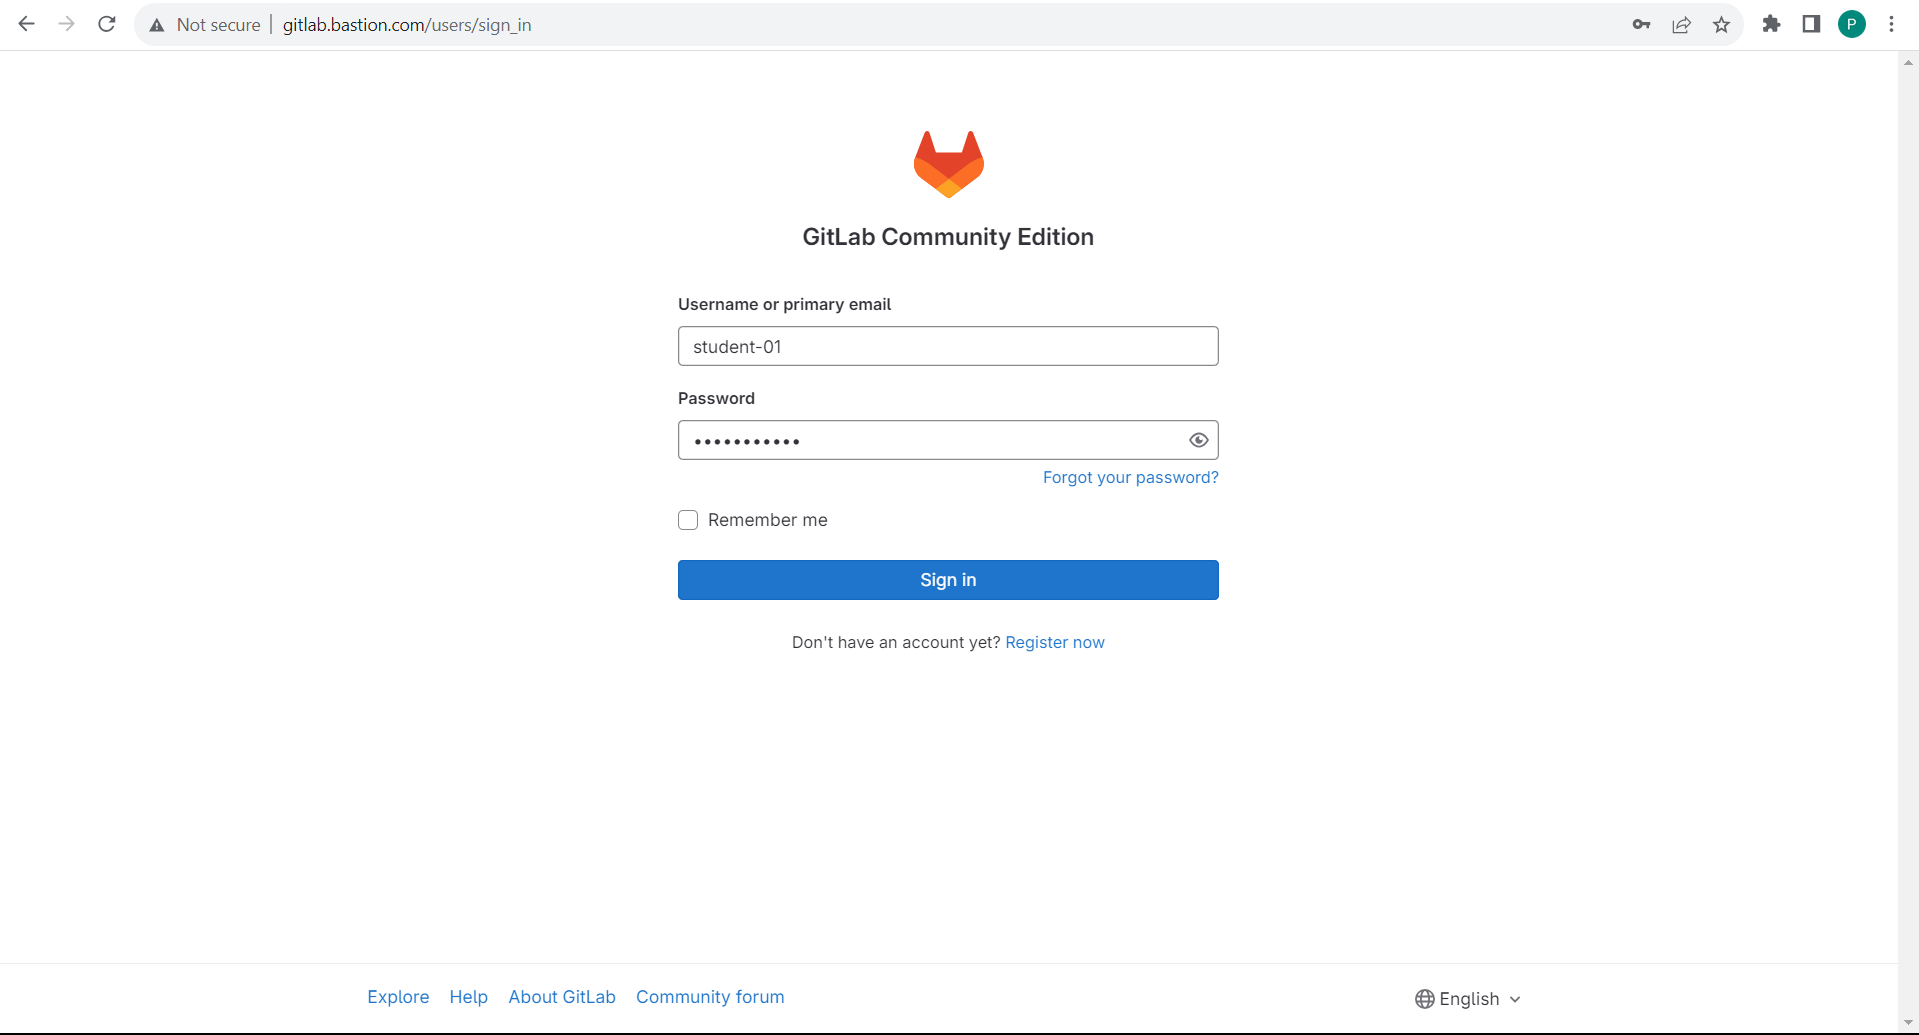 Not secure | gitlab.bastion.com/users/sign_in
P
GitLab Community Edition
Username or primary email
student-01
Password
•••••••••••
Forgot your password?
Remember me
Sign in
Don't have an account yet? Register now
Explore Help About GitLab Community forum
English